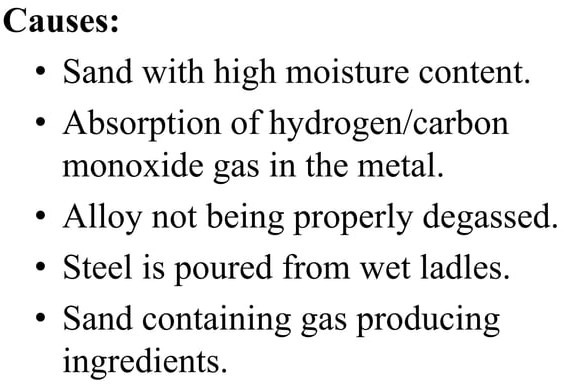 Causes:
• Sand with high moisture content.
• Absorption of hydrogen/carbon
monoxide gas in the metal.
• Alloy not being properly degassed.
• Steel is poured from wet ladles.
• Sand containing gas producing
ingredients.